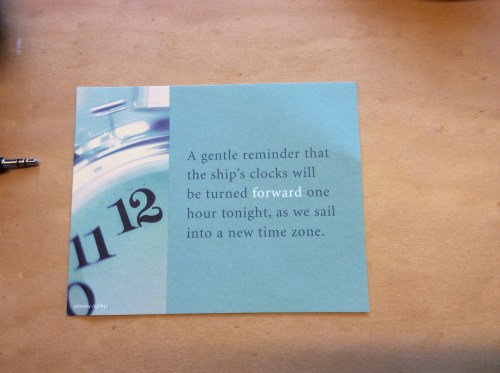 A gentle reminder that
the ship's clocks will
be turned forward one
hour tonight, as we sail
into a new time zone.
12
11
0